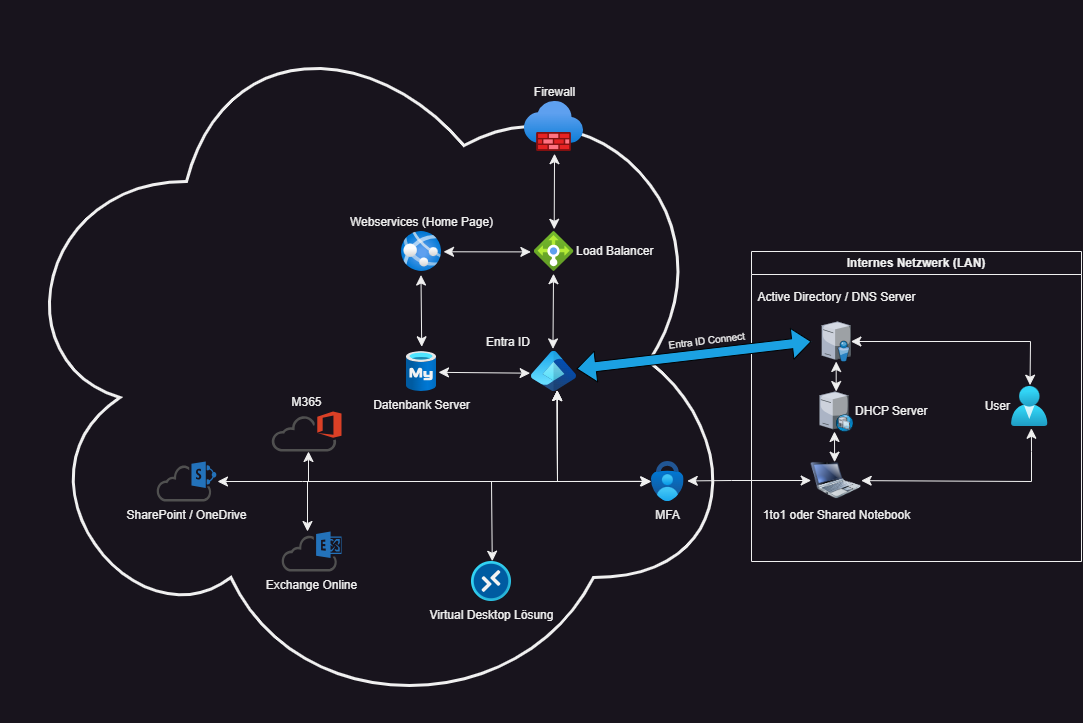 Firewall
Webservices (Home Page)
Load Balancer
Internes Netzwerk (LAN)
Active Directory / DNS Server
Entra ID
Entra ID Connect
My
Datenbank Server
M365
DHCP Server
User
S
SharePoint / OneDrive
MFA
1to1 oder Shared Notebook
E
Exchange Online
Virtual Desktop Lösung